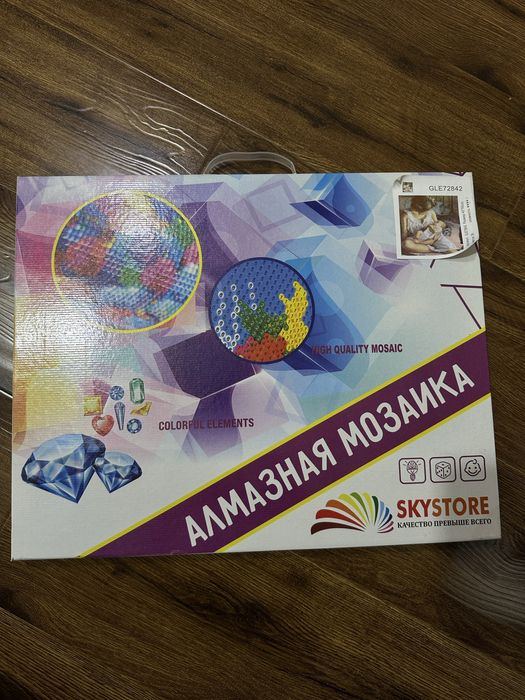 GLE72842
HIGH QUALITY MOSAIC
COLORFUL ELEMENTS
АЛМАЗНАЯ МОЗАИКА
SKYSTORE
КАЧЕСТВО ПРЕВЫШЕ ВСЕГО